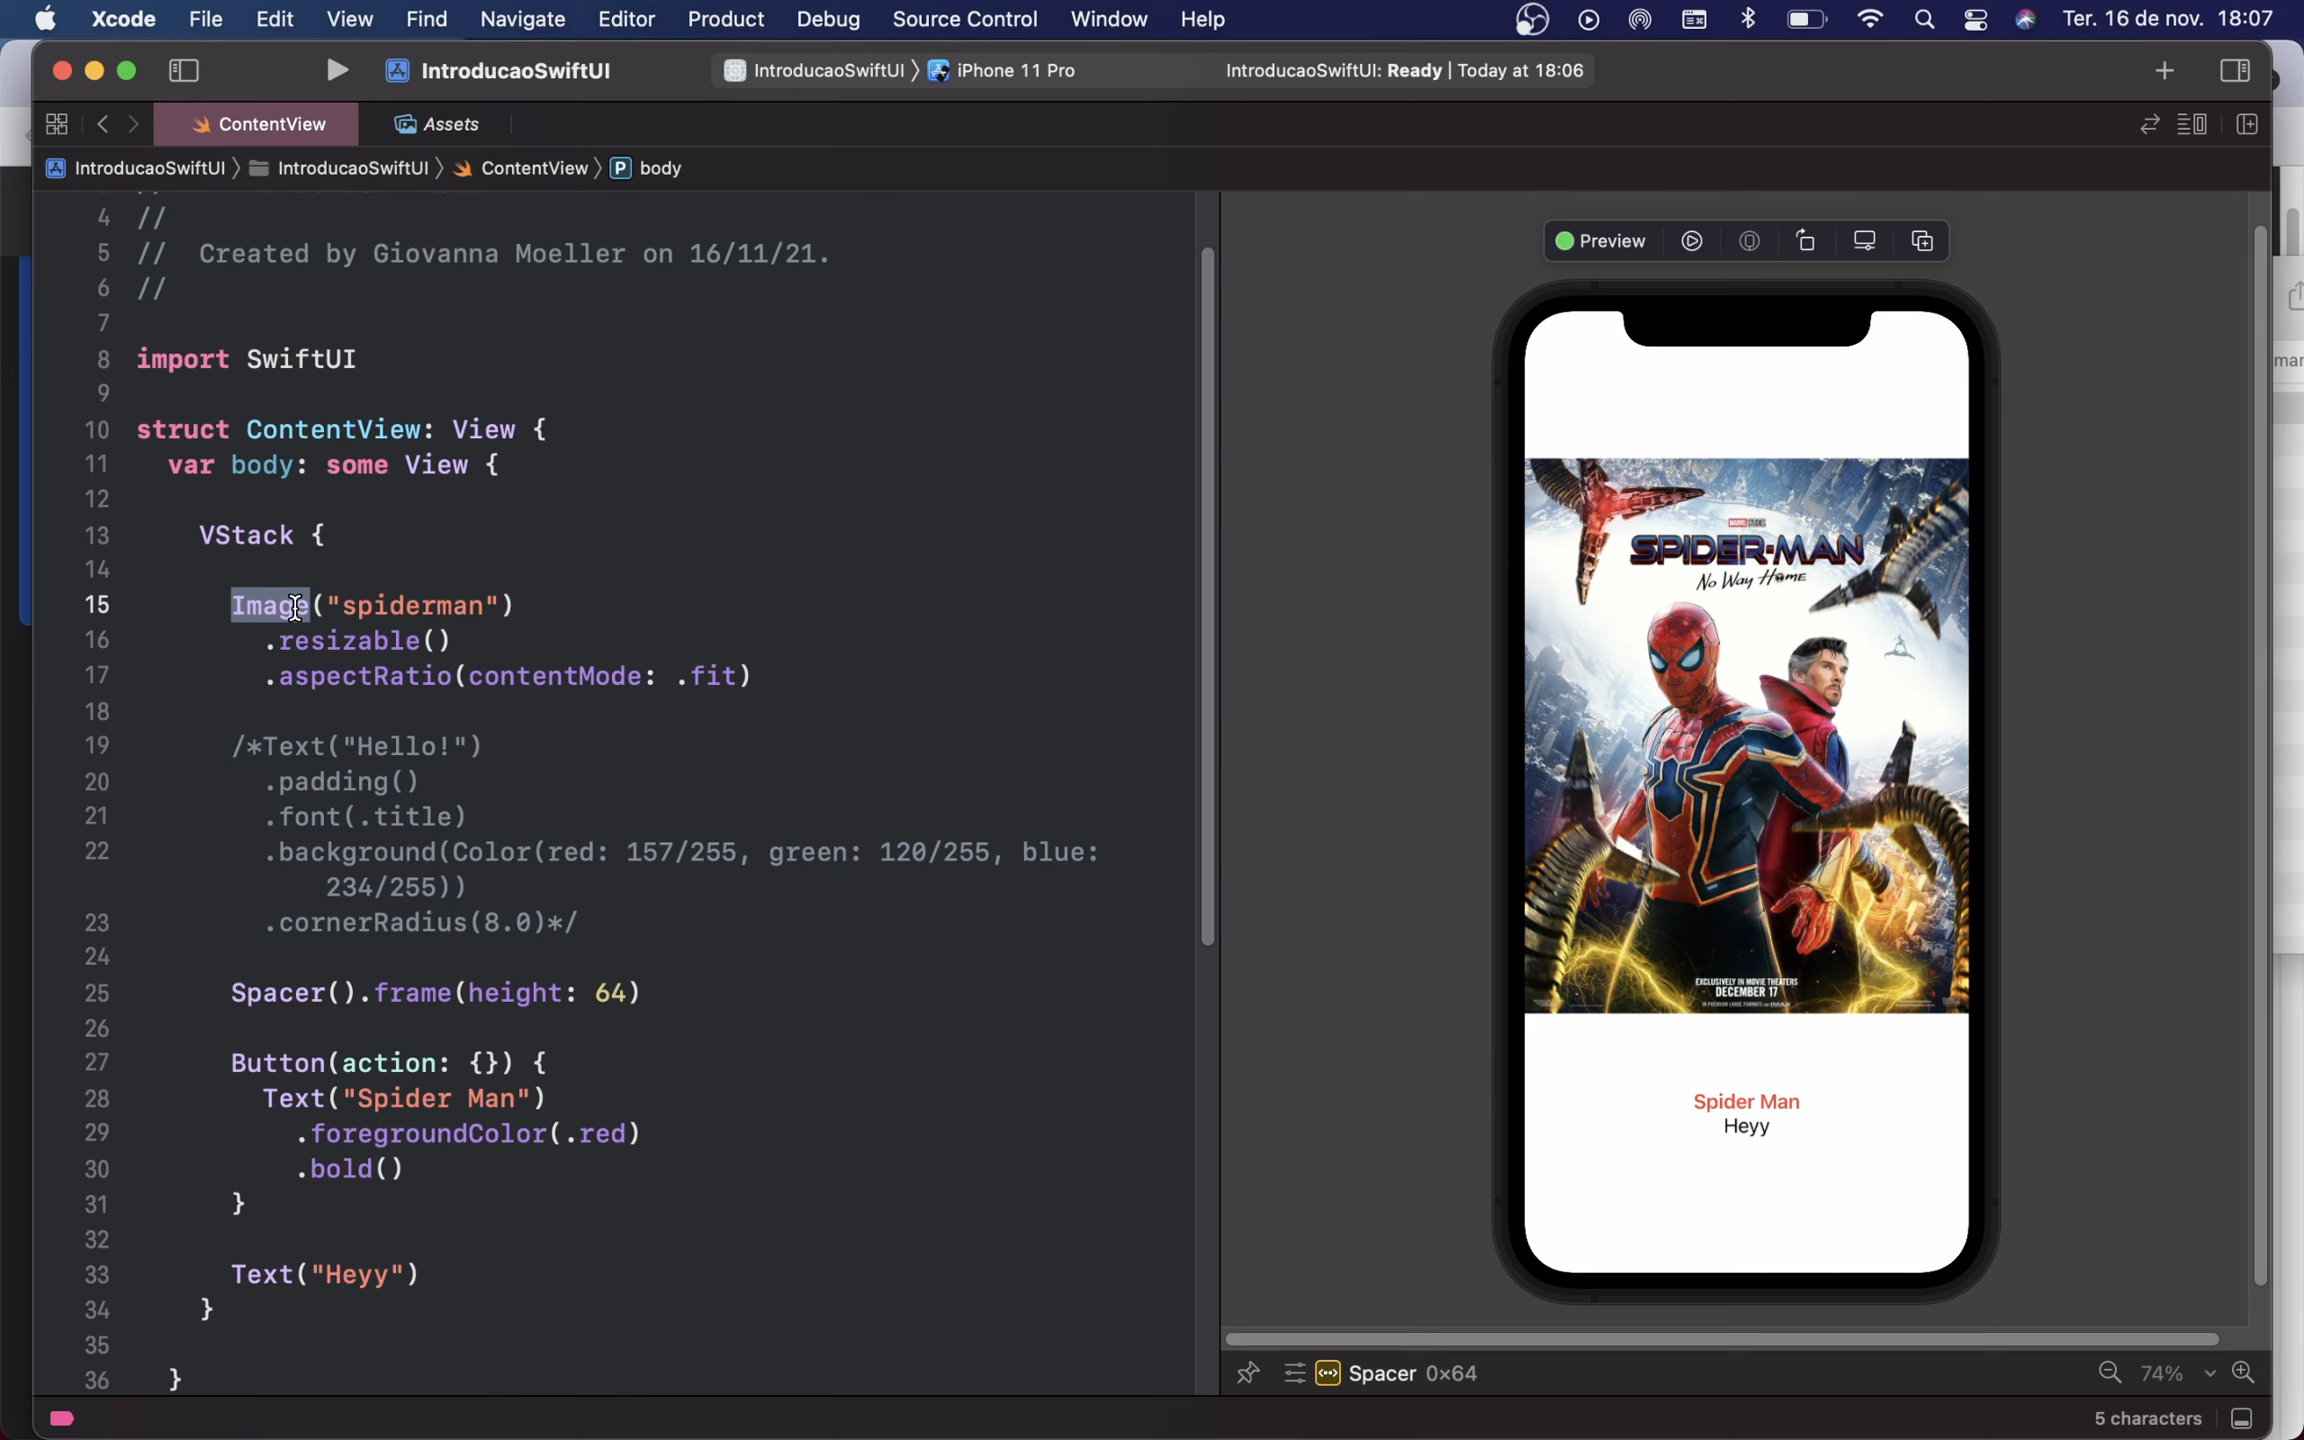 Xcode File Edit View Find Navigate Editor Product Debug Source Control Window Help Ter. 16 de nov. 18:07
IntroducaoSwiftUI IntroducaoSwiftUI 〉 iPhone 11 Pro IntroducaoSwiftUI: Ready | Today at 18:06
ContentView Assets
IntroducaoSwiftUI 〉 IntroducaoSwiftUI 〉 ContentView 〉 P body
4 //
5 //  Created by Giovanna Moeller on 16/11/21.
6 //
7
8 import SwiftUI
9
10 struct ContentView: View {
11   var body: some View {
12
13     VStack {
14
15       Image("spiderman")
16         .resizable()
17         .aspectRatio(contentMode: .fit)
18
19       /*Text("Hello!")
20         .padding()
21         .font(.title)
22         .background(Color(red: 157/255, green: 120/255, blue:
234/255))
23         .cornerRadius(8.0)*/
24
25       Spacer().frame(height: 64)
26
27       Button(action: {}) {
28         Text("Spider Man")
29           .foregroundColor(.red)
30           .bold()
31       }
32
33       Text("Heyy")
34     }
35
36   }
Preview
MARVEL STUDIOS
SPIDER-MAN
No Way Home
EXCLUSIVELY IN MOVIE THEATERS
DECEMBER 17
Spider Man
Heyy
Spacer 0×64 74%
5 characters
mar